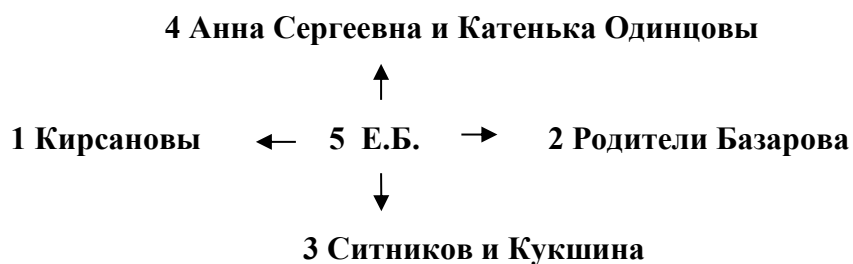 4 Анна Сергеевна и Катенька Одинцовы
1 Кирсановы ← 5 Е.Б. → 2 Родители Базарова
3 Ситников и Кукшина